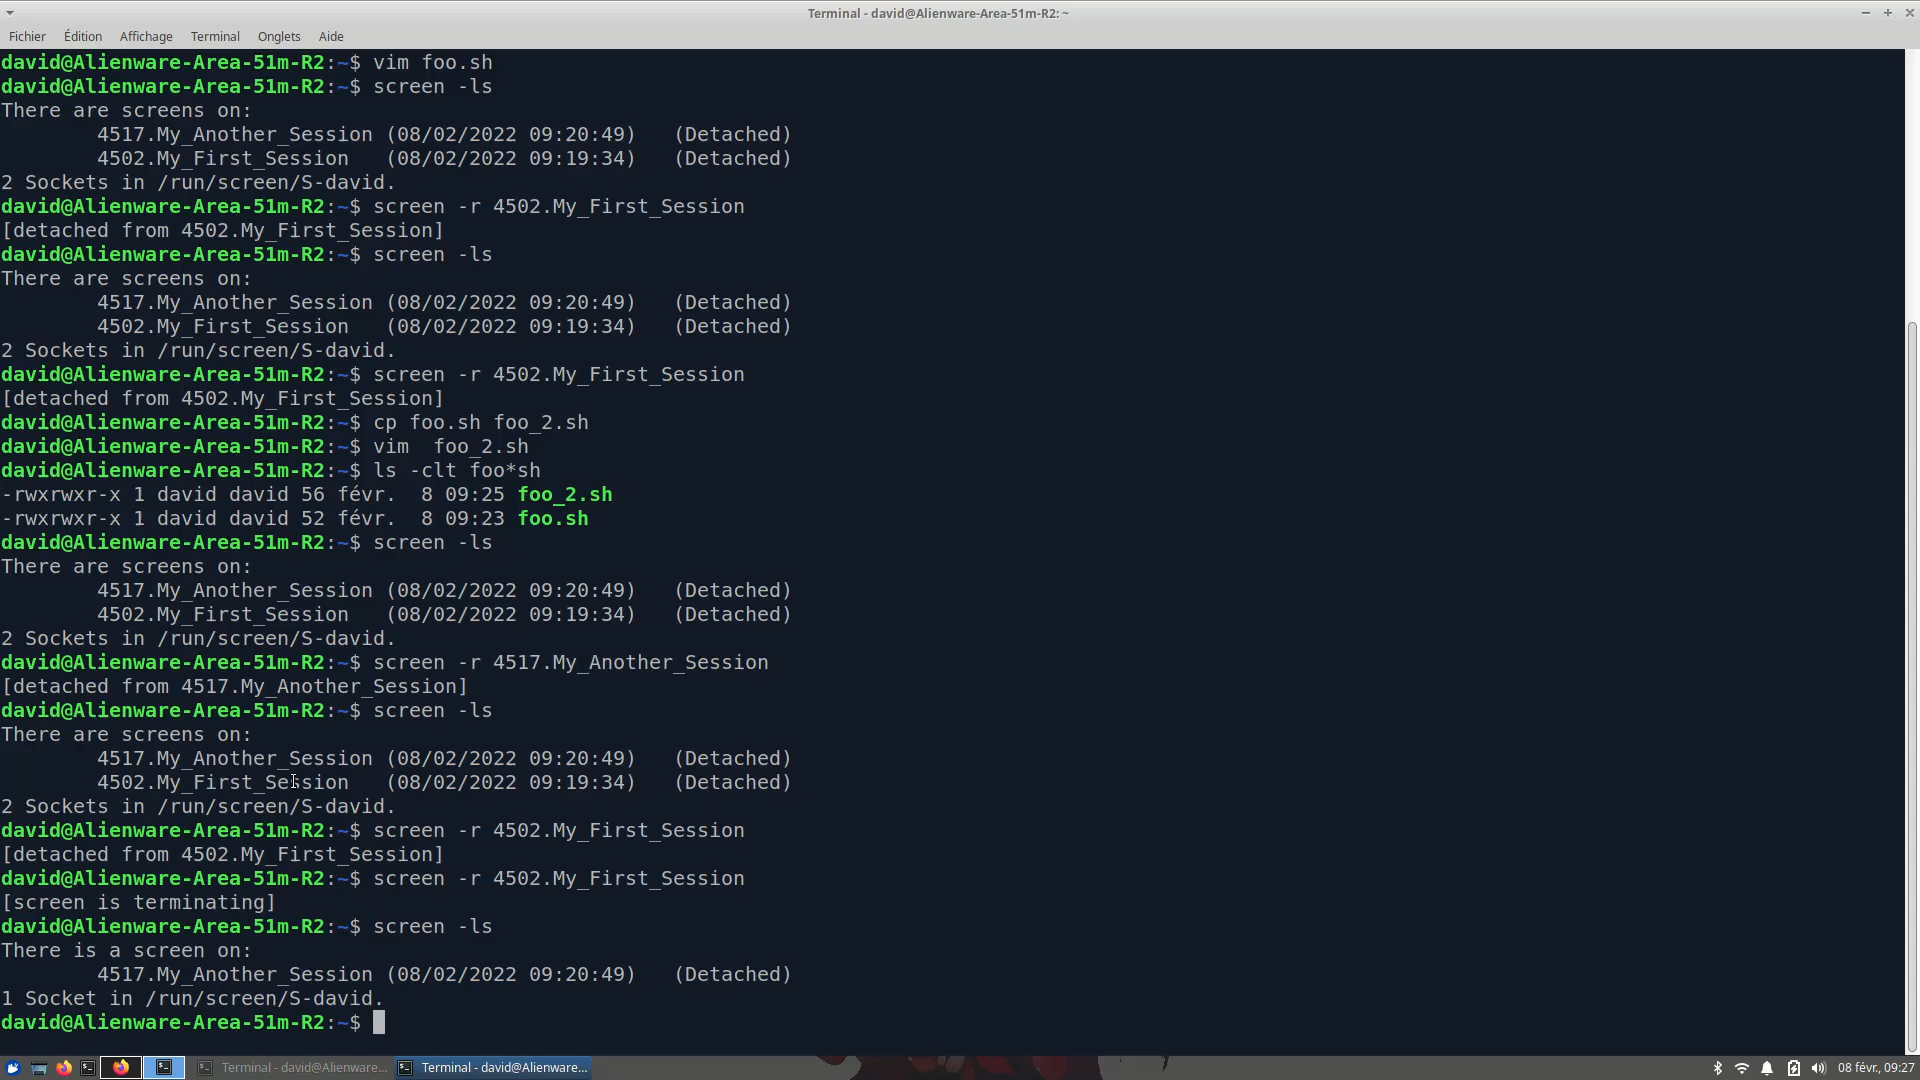 Terminal - david@Alienware-Area-51m-R2: ~
Fichier Édition Affichage Terminal Onglets Aide
david@Alienware-Area-51m-R2:~$ vim foo.sh
david@Alienware-Area-51m-R2:~$ screen -ls
There are screens on:
        4517.My_Another_Session (08/02/2022 09:20:49)   (Detached)
        4502.My_First_Session   (08/02/2022 09:19:34)   (Detached)
2 Sockets in /run/screen/S-david.
david@Alienware-Area-51m-R2:~$ screen -r 4502.My_First_Session
[detached from 4502.My_First_Session]
david@Alienware-Area-51m-R2:~$ screen -ls
There are screens on:
        4517.My_Another_Session (08/02/2022 09:20:49)   (Detached)
        4502.My_First_Session   (08/02/2022 09:19:34)   (Detached)
2 Sockets in /run/screen/S-david.
david@Alienware-Area-51m-R2:~$ screen -r 4502.My_First_Session
[detached from 4502.My_First_Session]
david@Alienware-Area-51m-R2:~$ cp foo.sh foo_2.sh
david@Alienware-Area-51m-R2:~$ vim  foo_2.sh
david@Alienware-Area-51m-R2:~$ ls -clt foo*sh
-rwxrwxr-x 1 david david 56 févr.  8 09:25 foo_2.sh
-rwxrwxr-x 1 david david 52 févr.  8 09:23 foo.sh
david@Alienware-Area-51m-R2:~$ screen -ls
There are screens on:
        4517.My_Another_Session (08/02/2022 09:20:49)   (Detached)
        4502.My_First_Session   (08/02/2022 09:19:34)   (Detached)
2 Sockets in /run/screen/S-david.
david@Alienware-Area-51m-R2:~$ screen -r 4517.My_Another_Session
[detached from 4517.My_Another_Session]
david@Alienware-Area-51m-R2:~$ screen -ls
There are screens on:
        4517.My_Another_Session (08/02/2022 09:20:49)   (Detached)
        4502.My_First_Session   (08/02/2022 09:19:34)   (Detached)
2 Sockets in /run/screen/S-david.
david@Alienware-Area-51m-R2:~$ screen -r 4502.My_First_Session
[detached from 4502.My_First_Session]
david@Alienware-Area-51m-R2:~$ screen -r 4502.My_First_Session
[screen is terminating]
david@Alienware-Area-51m-R2:~$ screen -ls
There is a screen on:
        4517.My_Another_Session (08/02/2022 09:20:49)   (Detached)
1 Socket in /run/screen/S-david.
david@Alienware-Area-51m-R2:~$
Terminal - david@Alienware... Terminal - david@Alienware... 08 févr., 09:27